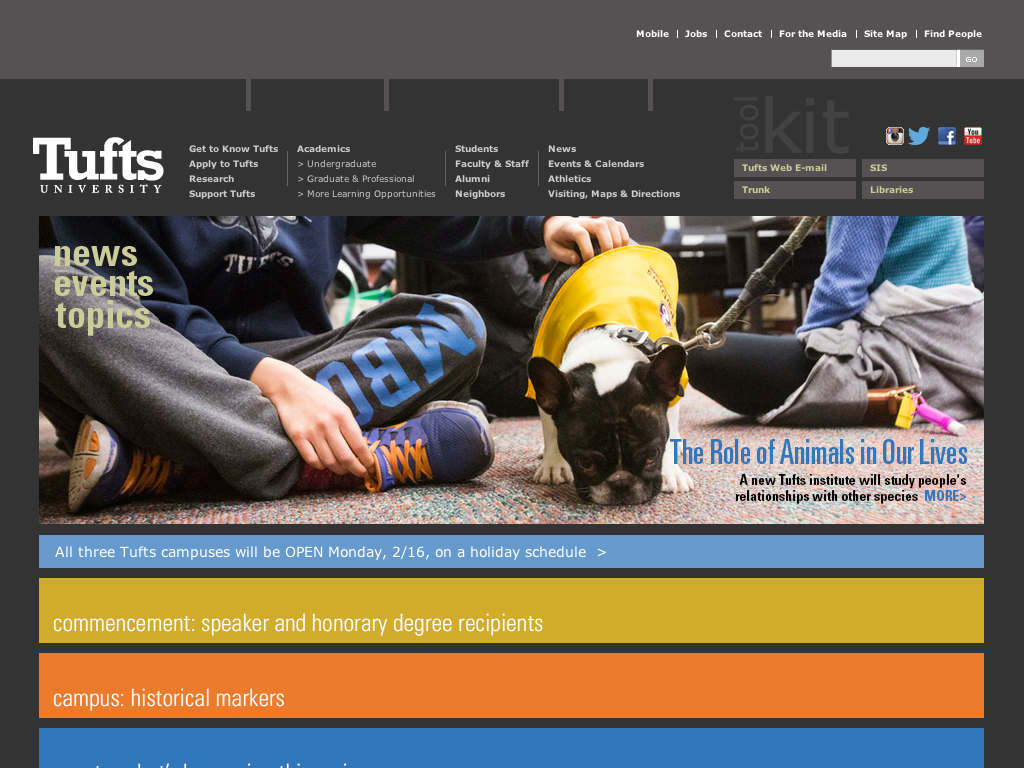 Mobile | Jobs | Contact | For the Media | Site Map | Find People
GO
tool kit
Tufts
UNIVERSITY
Get to Know Tufts
Apply to Tufts
Research
Support Tufts
Academics
> Undergraduate
> Graduate & Professional
> More Learning Opportunities
Students
Faculty & Staff
Alumni
Neighbors
News
Events & Calendars
Athletics
Visiting, Maps & Directions
You
Tube
Tufts Web E-mail
SIS
Trunk
Libraries
news
events
topics
TUFTS
The Role of Animals in Our Lives
A new Tufts institute will study people's
relationships with other species MORE>
All three Tufts campuses will be OPEN Monday, 2/16, on a holiday schedule >
commencement: speaker and honorary degree recipients
campus: historical markers